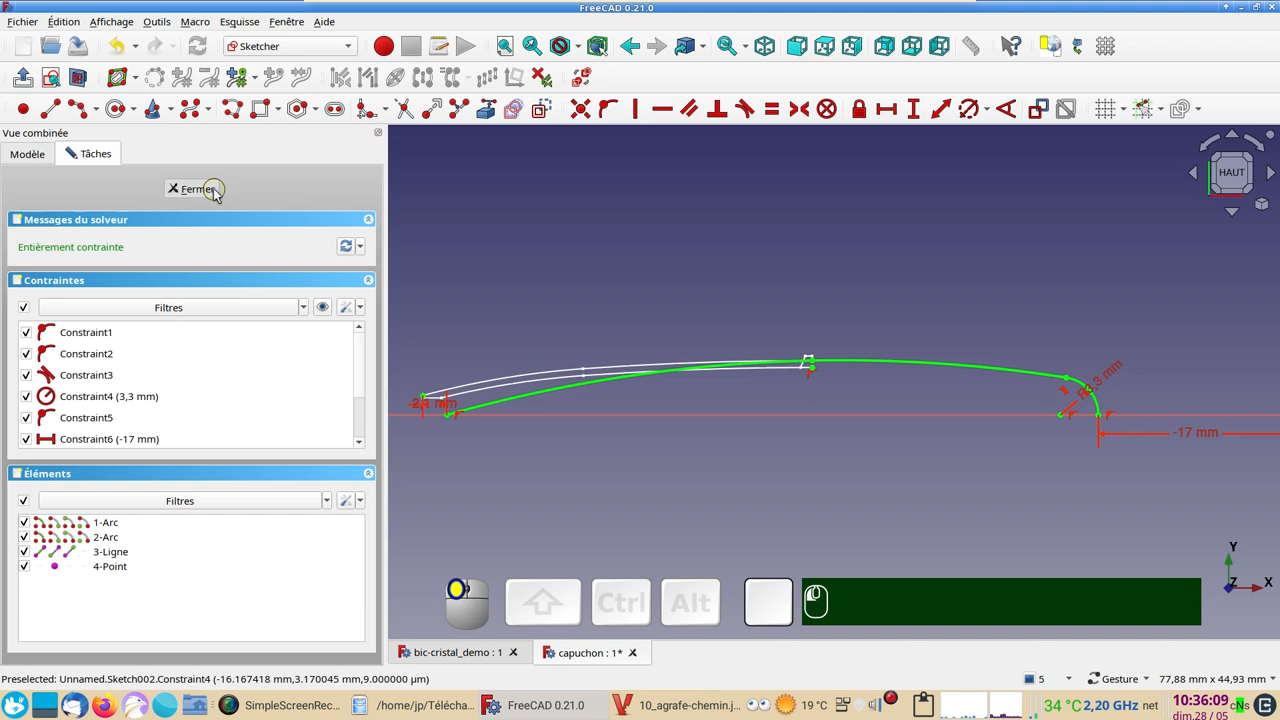 FreeCAD 0.21.0
Fichier Édition Affichage Outils Macro Esquisse Fenêtre Aide
Sketcher
Vue combinée
Modèle Tâches
Fermer
Messages du solveur
Entièrement contrainte
Contraintes
Filtres
Constraint1
Constraint2
Constraint3
Constraint4 (3,3 mm)
Constraint5
Constraint6 (-17 mm)
Éléments
Filtres
1-Arc
2-Arc
3-Ligne
4-Point
HAUT
R3,3 mm
-17 mm
Y
Z
X
Ctrl Alt
bic-cristal_demo : 1 capuchon : 1*
Preselected: Unnamed.Sketch002.Constraint4 (-16.167418 mm,3.170045 mm,9.000000 µm)
5 Gesture 77,88 mm x 44,93 mm
SimpleScreenRec... /home/jp/Télécha... FreeCAD 0.21.0 10_agrafe-chemin.j... 19 °C 34 °C 2,20 GHz net 10:36:09
dim.28 / 05